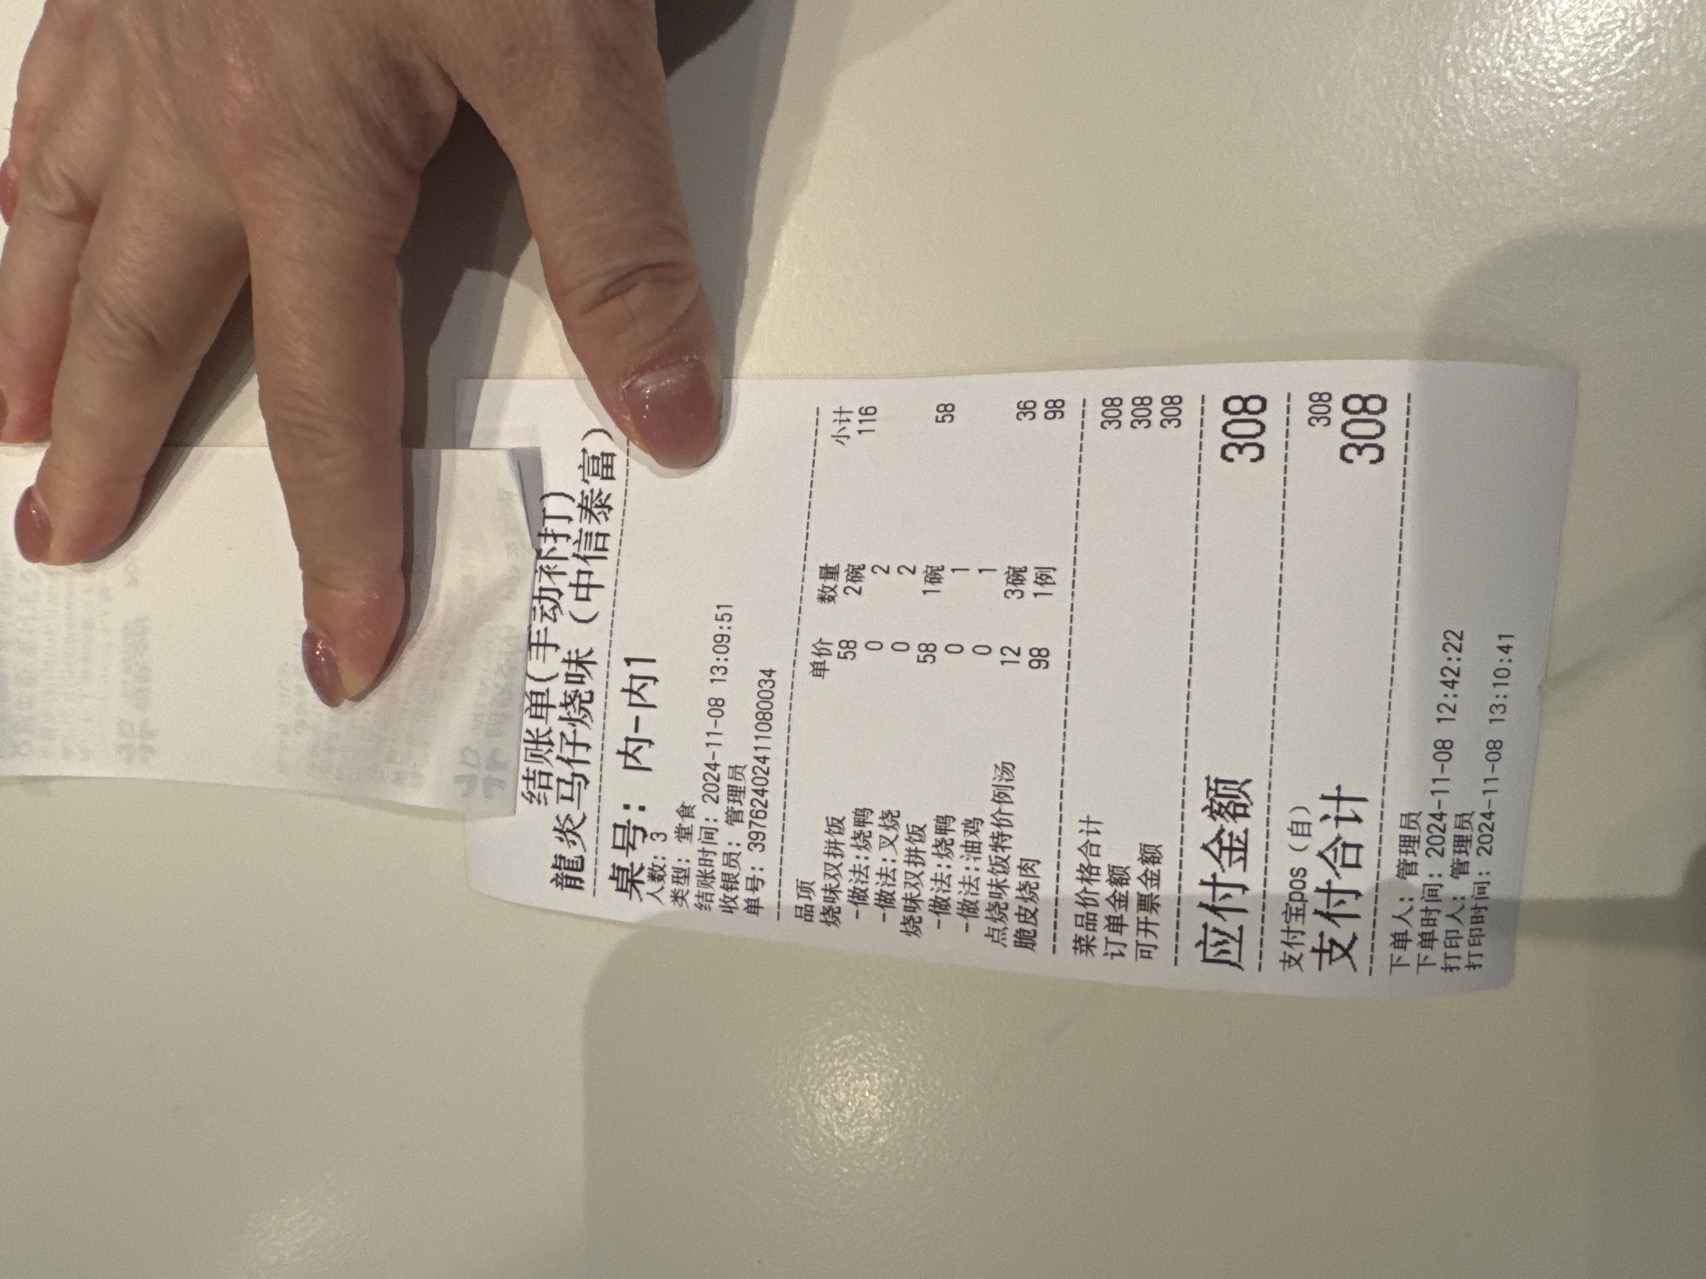 结账单(手动补打)
龍炎马仔烧味（中信泰富）
桌号: 内-内1
人数: 3
类型: 堂食
结账时间: 2024-11-08 13:09:51
收银员: 管理员
单号: 397624024110800​34
品项 单价 数量 小计
烧味双拼饭 58 2碗 116
-做法:烧鸭 0 2
-做法:叉烧 0 2
烧味双拼饭 58 1碗 58
-做法:烧鸭 0 1
-做法:油鸡 0 1
点烧味饭特价例汤 12 3碗 36
脆皮烧肉 98 1例 98
菜品价格合计 308
订单金额 308
可开票金额 308
应付金额 308
支付宝pos（自） 308
支付合计 308
下单人: 管理员
下单时间: 2024-11-08 12:42:22
打印人: 管理员
打印时间: 2024-11-08 13:10:41